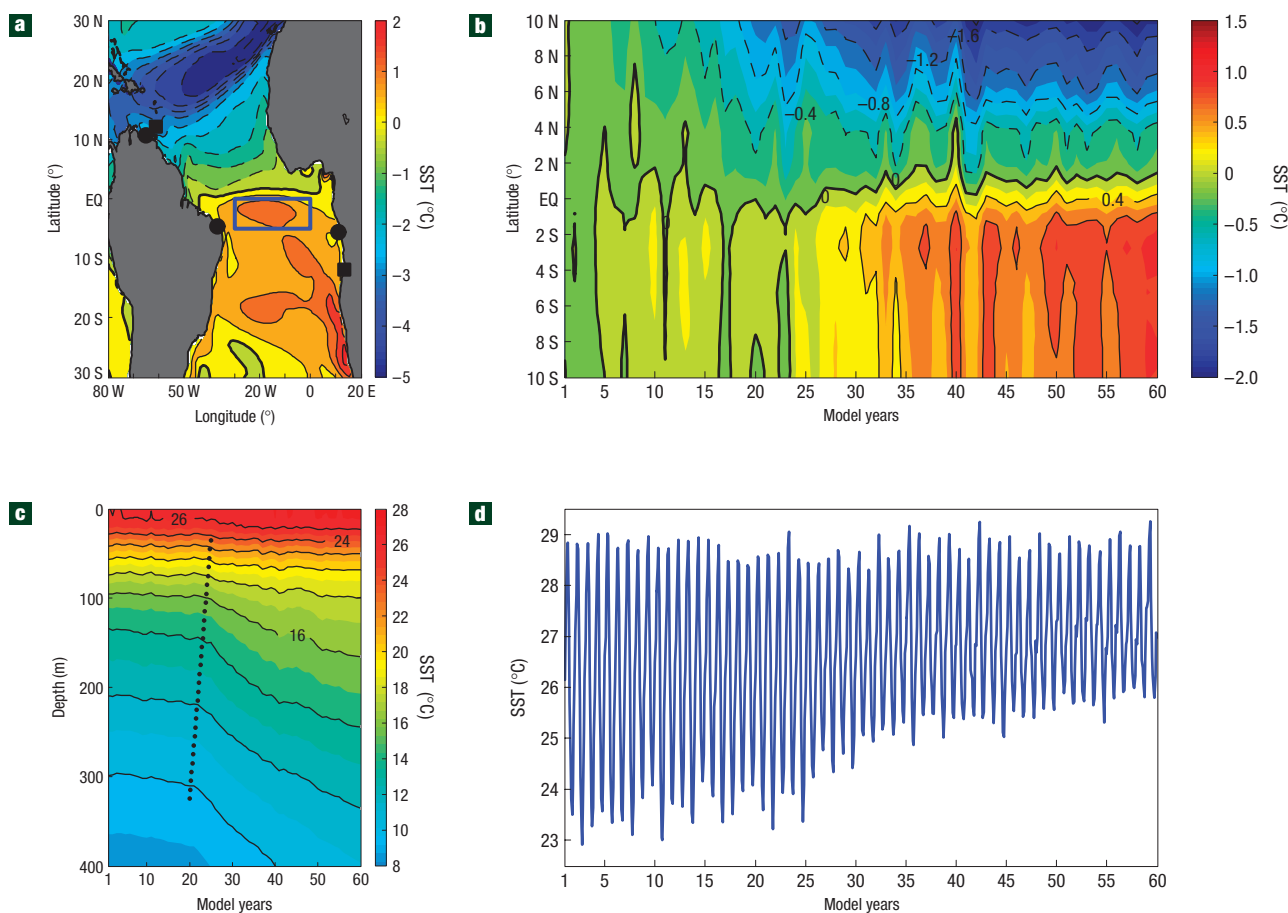 a
30 N
20 N
10 N
EQ
10 S
20 S
30 S
Latitude (°)
80 W
50 W
20 W
0
20 E
Longitude (°)
2
1
0
−1
−2
−3
−4
−5
SST (°C)
b
10 N
8 N
6 N
4 N
2 N
EQ
2 S
4 S
6 S
8 S
10 S
Latitude (°)
−1.6
−1.2
−0.8
−0.4
0
0
0
0.4
1
5
10
15
20
25
30
35
40
45
50
55
60
Model years
1.5
1.0
0.5
0
−0.5
−1.0
−1.5
−2.0
SST (°C)
c
0
100
200
300
400
Depth (m)
26
24
16
1
10
20
30
40
50
60
Model years
28
26
24
22
20
18
16
14
12
10
8
SST (°C)
d
29
28
27
26
25
24
23
SST (°C)
1
5
10
15
20
25
30
35
40
45
50
55
60
Model years